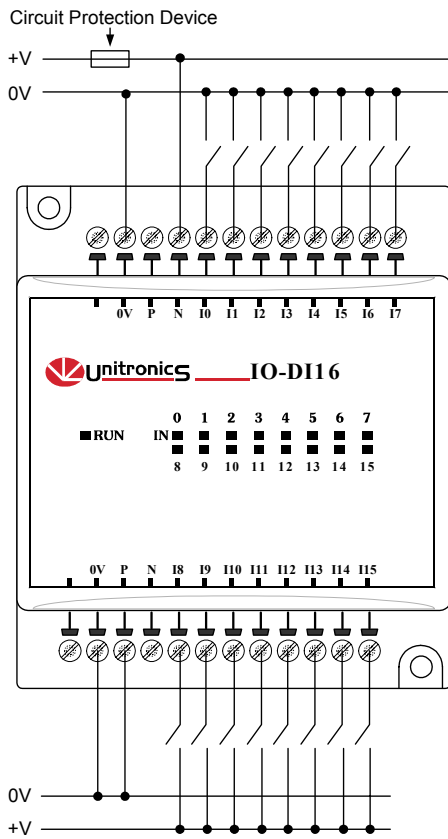 Circuit Protection Device
+V
0V
0V P N I0 I1 I2 I3 I4 I5 I6 I7
Unitronics IO-DI16
0 1 2 3 4 5 6 7
RUN IN
8 9 10 11 12 13 14 15
0V P N I8 I9 I10 I11 I12 I13 I14 I15
0V
+V